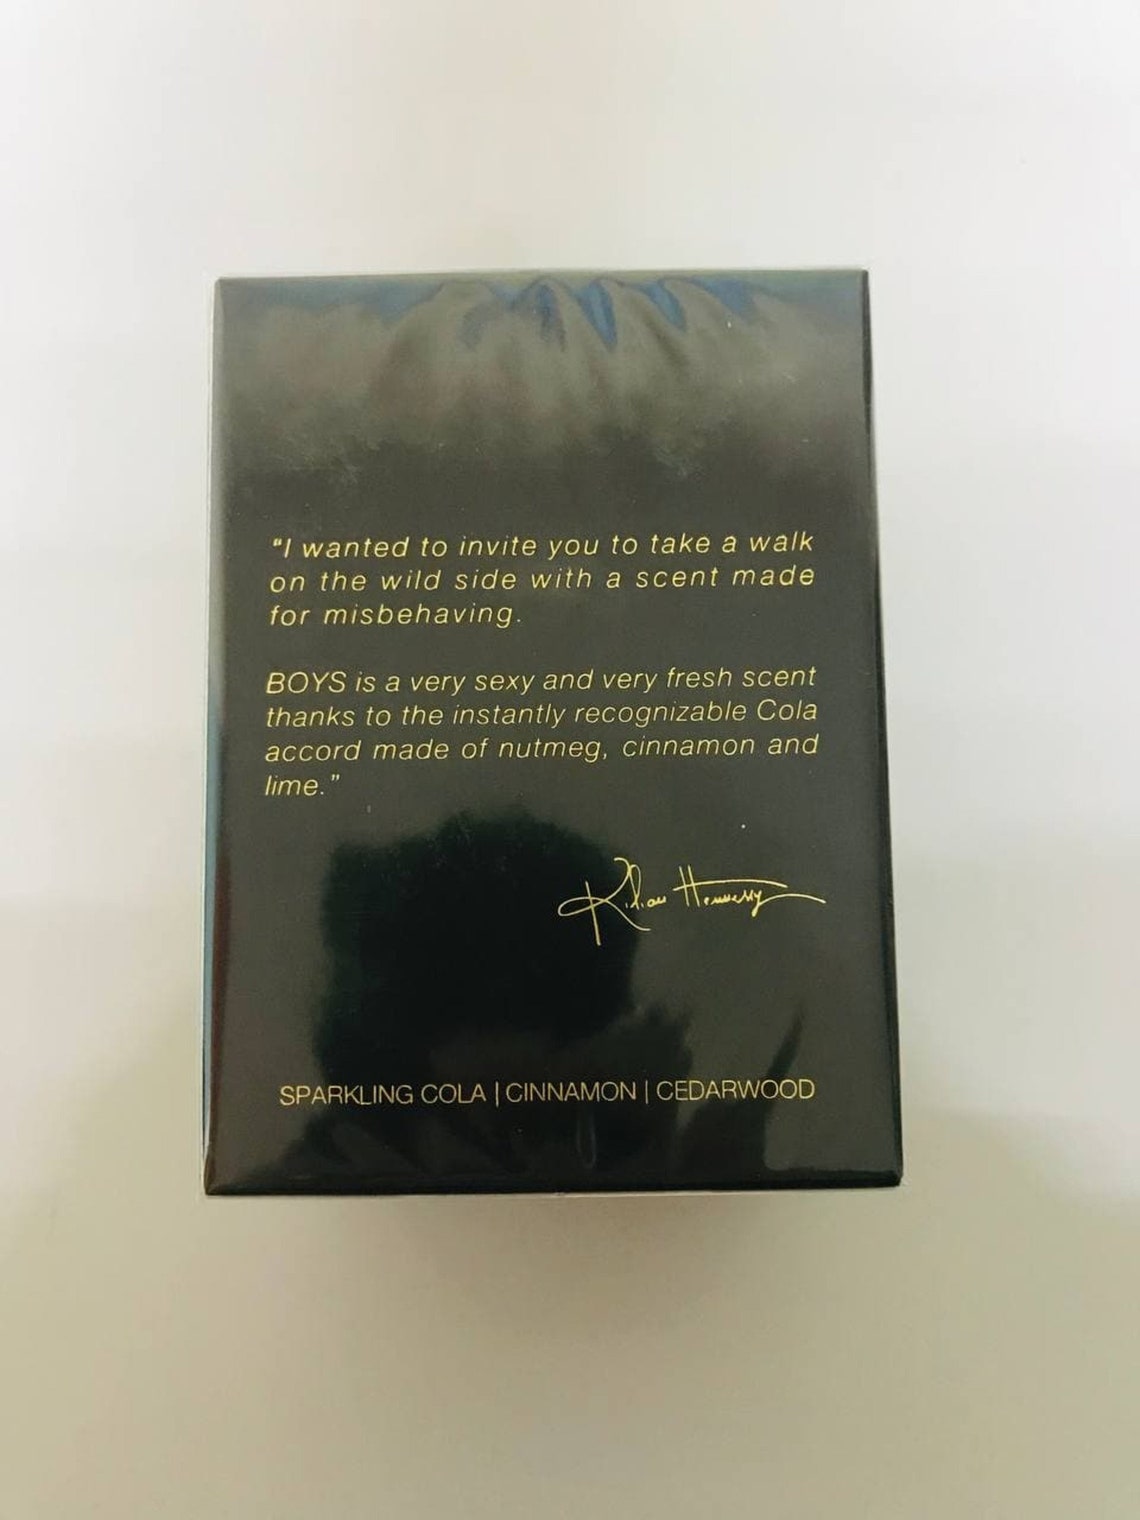 "I wanted to invite you to take a walk
on the wild side with a scent made
for misbehaving.
BOYS is a very sexy and very fresh scent
thanks to the instantly recognizable Cola
accord made of nutmeg, cinnamon and
lime."
Kilian Hennessy
SPARKLING COLA | CINNAMON | CEDARWOOD